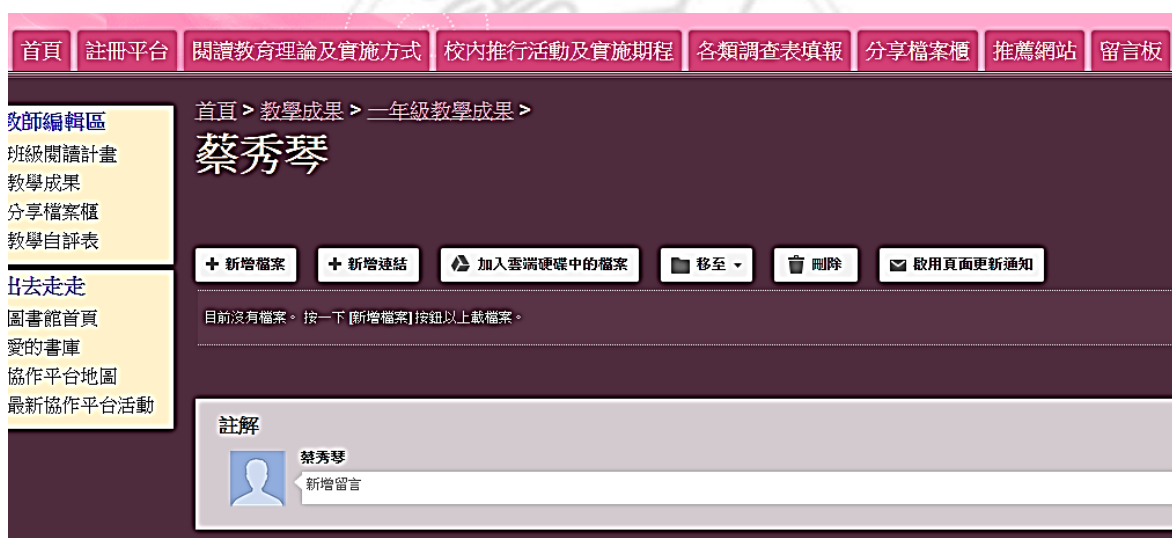 首頁 註冊平台 閱讀教育理論及實施方式 校內推行活動及實施期程 各類調查表填報 分享檔案櫃 推薦網站 留言板
教師編輯區
班級閱讀計畫
教學成果
分享檔案櫃
教學自評表
出去走走
圖書館首頁
愛的書庫
協作平台地圖
最新協作平台活動
首頁 > 教學成果 > 一年級教學成果 >
蔡秀琴
+ 新增檔案 + 新增連結 加入雲端硬碟中的檔案 移至 刪除 啟用頁面更新通知
目前沒有檔案。 按一下 [新增檔案] 按鈕以上載檔案。
註解
蔡秀琴
新增留言